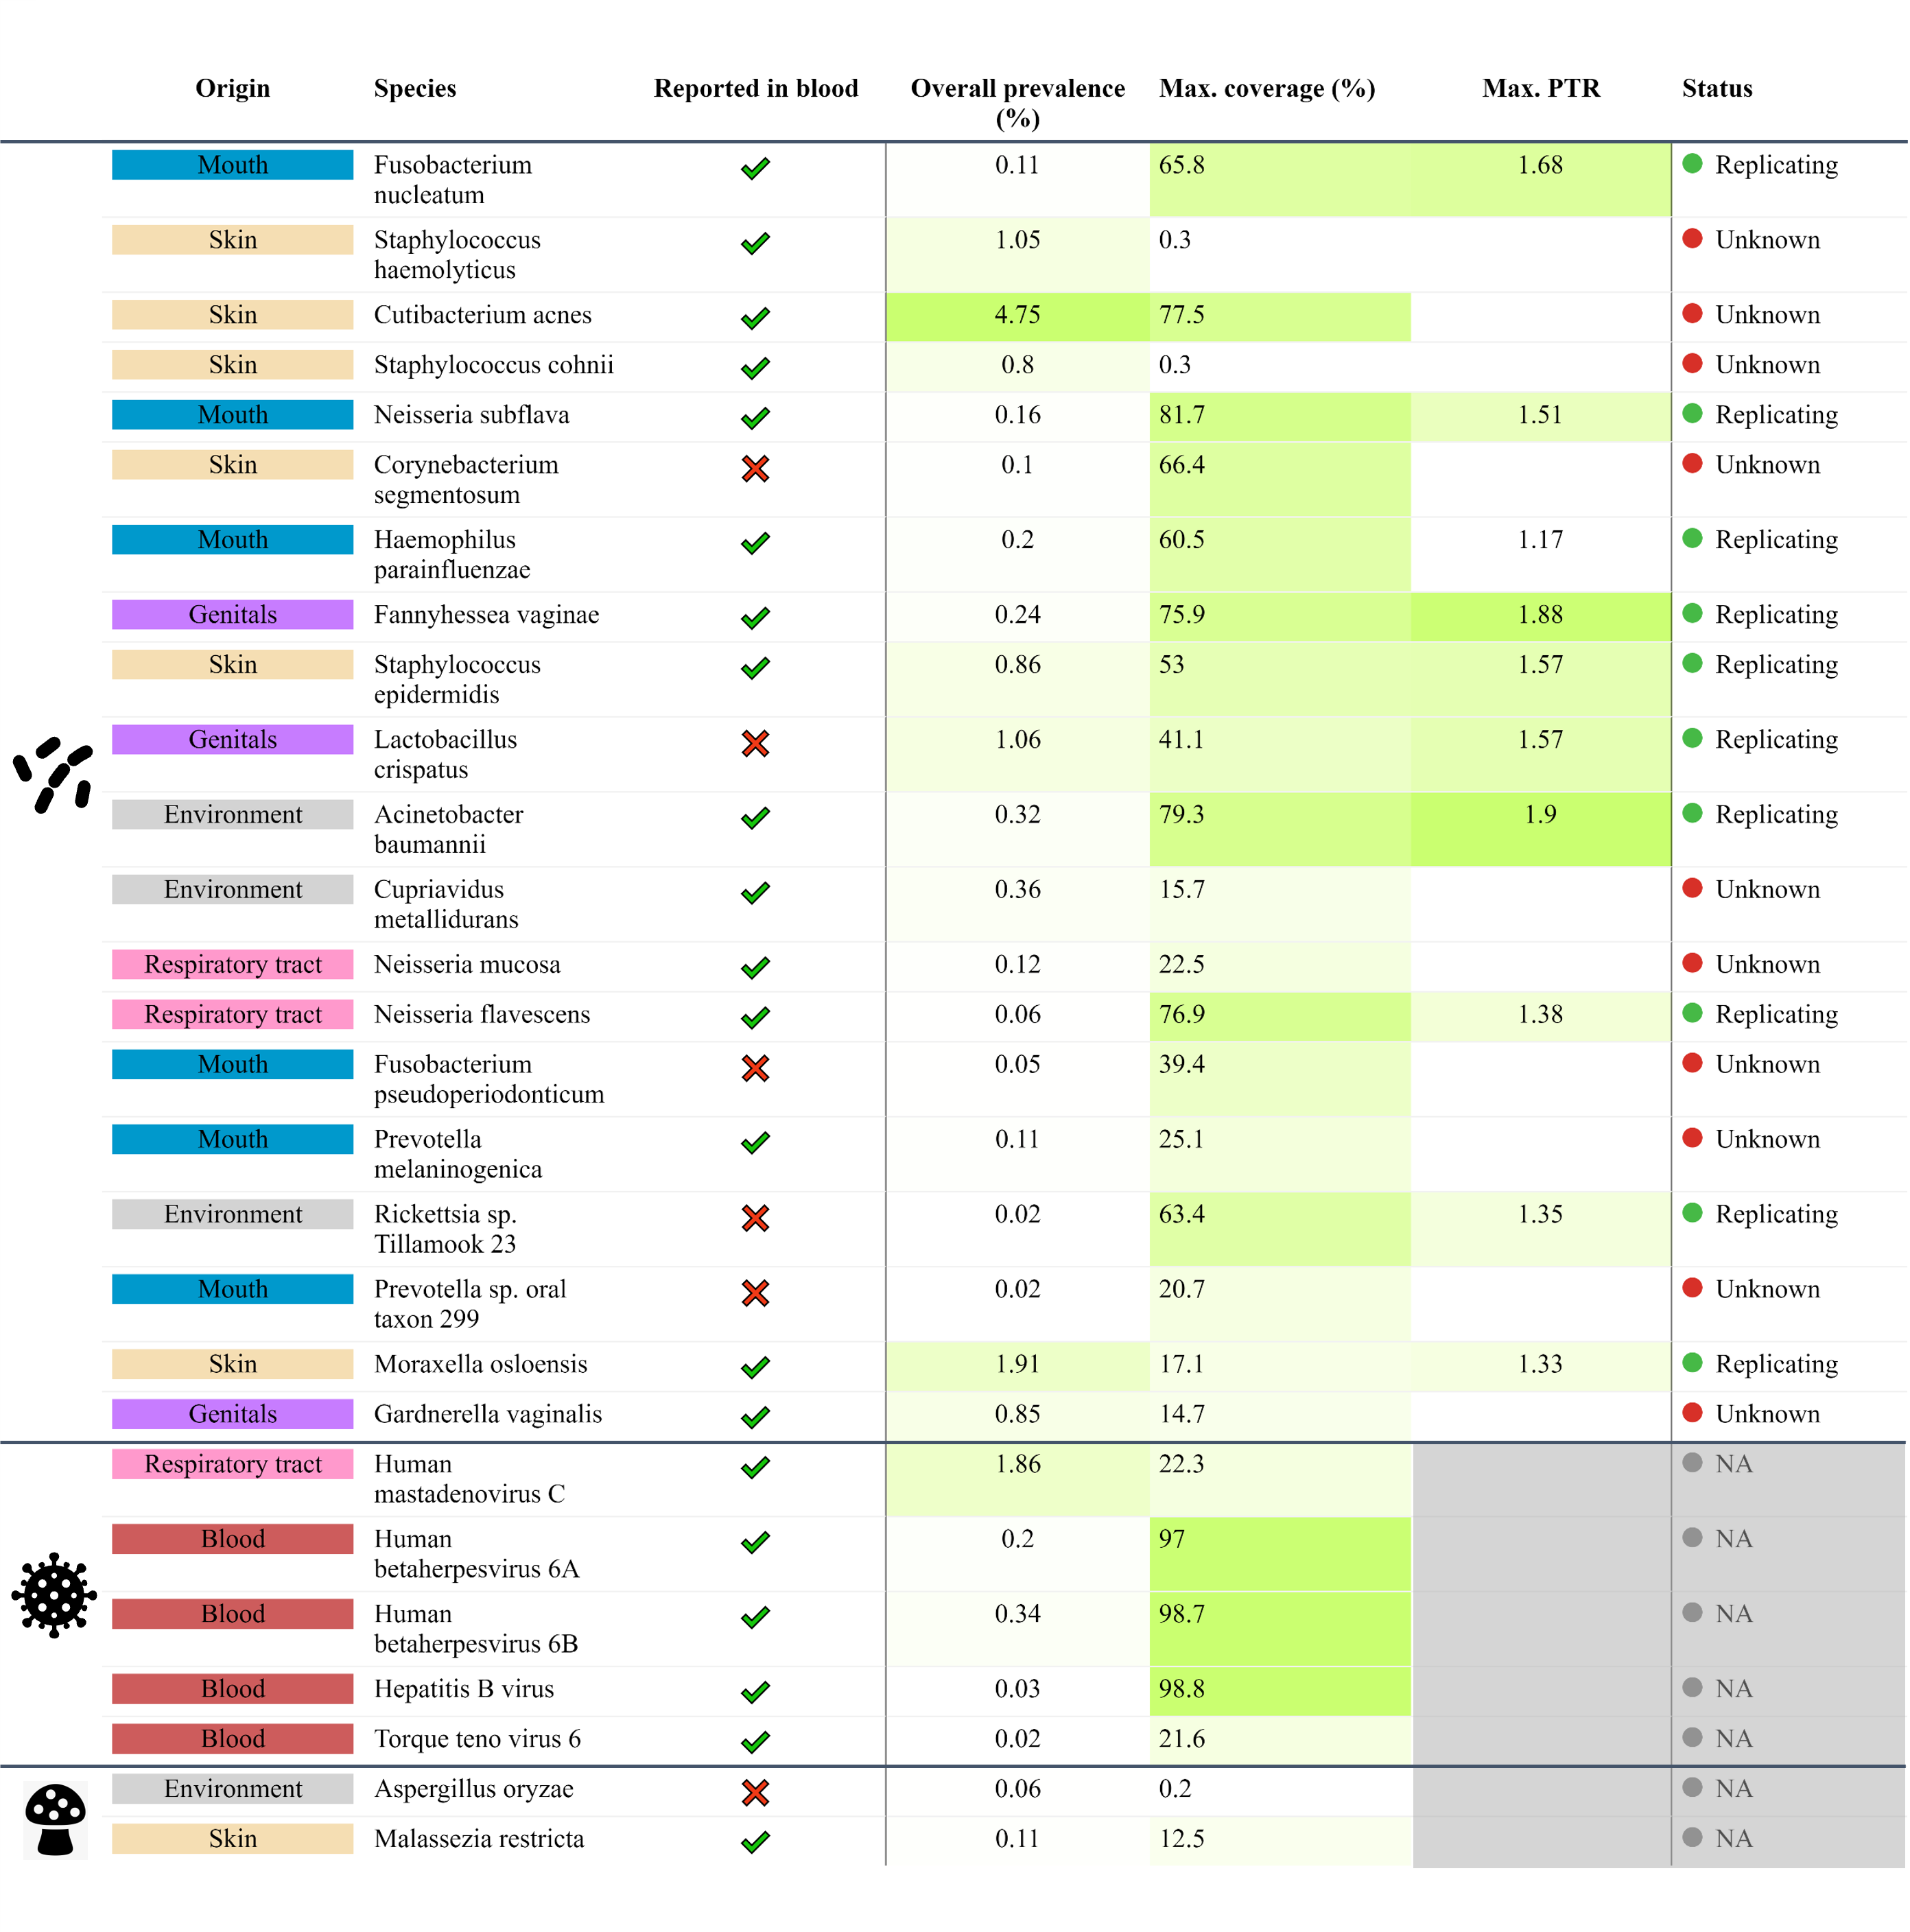 Origin Species Reported in blood Overall prevalence Max. coverage (%) Max. PTR Status
(%)
Mouth Fusobacterium 0.11 65.8 1.68 Replicating
nucleatum
Skin Staphylococcus 1.05 0.3 Unknown
haemolyticus
Skin Cutibacterium acnes 4.75 77.5 Unknown
Skin Staphylococcus cohnii 0.8 0.3 Unknown
Mouth Neisseria subflava 0.16 81.7 1.51 Replicating
Skin Corynebacterium 0.1 66.4 Unknown
segmentosum
Mouth Haemophilus 0.2 60.5 1.17 Replicating
parainfluenzae
Genitals Fannyhessea vaginae 0.24 75.9 1.88 Replicating
Skin Staphylococcus 0.86 53 1.57 Replicating
epidermidis
Genitals Lactobacillus 1.06 41.1 1.57 Replicating
crispatus
Environment Acinetobacter 0.32 79.3 1.9 Replicating
baumannii
Environment Cupriavidus 0.36 15.7 Unknown
metallidurans
Respiratory tract Neisseria mucosa 0.12 22.5 Unknown
Respiratory tract Neisseria flavescens 0.06 76.9 1.38 Replicating
Mouth Fusobacterium 0.05 39.4 Unknown
pseudoperiodonticum
Mouth Prevotella 0.11 25.1 Unknown
melaninogenica
Environment Rickettsia sp. 0.02 63.4 1.35 Replicating
Tillamook 23
Mouth Prevotella sp. oral 0.02 20.7 Unknown
taxon 299
Skin Moraxella osloensis 1.91 17.1 1.33 Replicating
Genitals Gardnerella vaginalis 0.85 14.7 Unknown
Respiratory tract Human 1.86 22.3 NA
mastadenovirus C
Blood Human 0.2 97 NA
betaherpesvirus 6A
Blood Human 0.34 98.7 NA
betaherpesvirus 6B
Blood Hepatitis B virus 0.03 98.8 NA
Blood Torque teno virus 6 0.02 21.6 NA
Environment Aspergillus oryzae 0.06 0.2 NA
Skin Malassezia restricta 0.11 12.5 NA